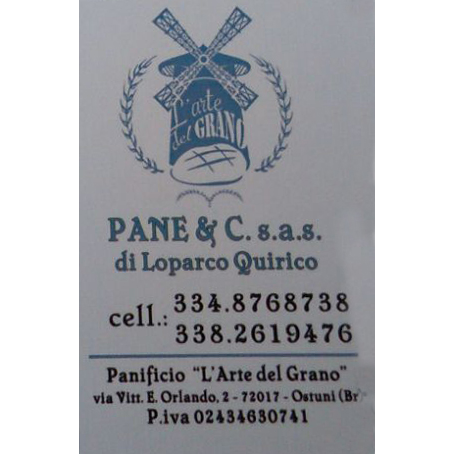 L'arte
del GRANO
PANE & C. s.a.s.
di Loparco Quirico
cell.: 334.8768738
338.2619476
Panificio "L'Arte del Grano"
via Vitt. E. Orlando, 2 - 72017 - Ostuni (Br)
P.iva 02434630741